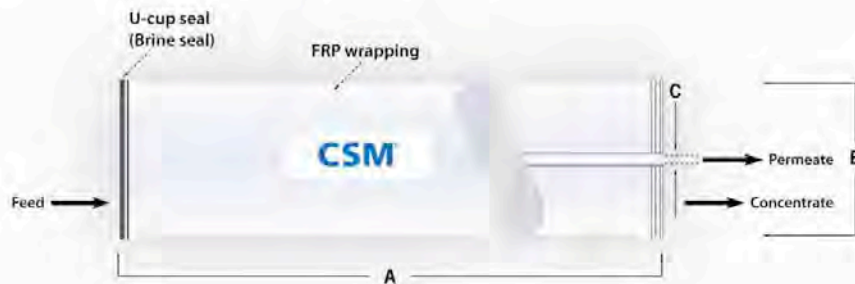 U-cup seal
(Brine seal)
FRP wrapping
C
CSM
Permeate
B
Feed
Concentrate
A